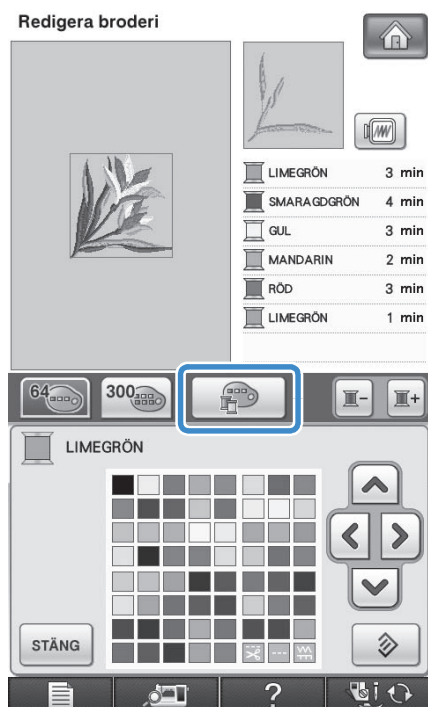 Redigera broderi
LIMEGRÖN 3 min
SMARAGDGRÖN 4 min
GUL 3 min
MANDARIN 2 min
RÖD 3 min
LIMEGRÖN 1 min
64 300 - +
LIMEGRÖN
STÄNG
?